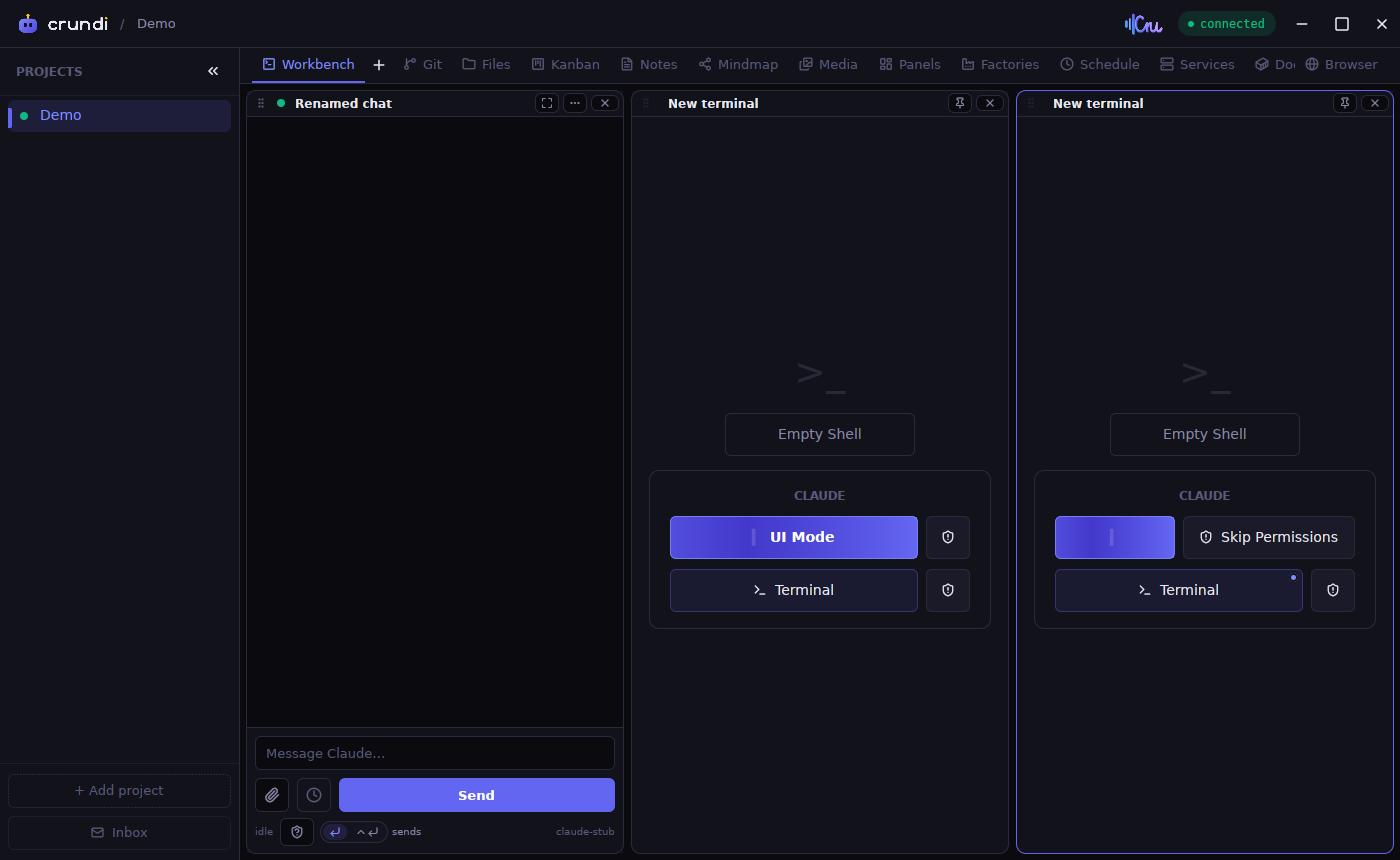 crundi / Demo
Cru
connected
PROJECTS
Workbench
Git
Files
Kanban
Notes
Mindmap
Media
Panels
Factories
Schedule
Services
Browser
Demo
Renamed chat
New terminal
New terminal
>_
>_
Empty Shell
Empty Shell
CLAUDE
CLAUDE
UI Mode
Skip Permissions
Terminal
Terminal
Message Claude...
Send
idle
sends
claude-stub
+ Add project
Inbox